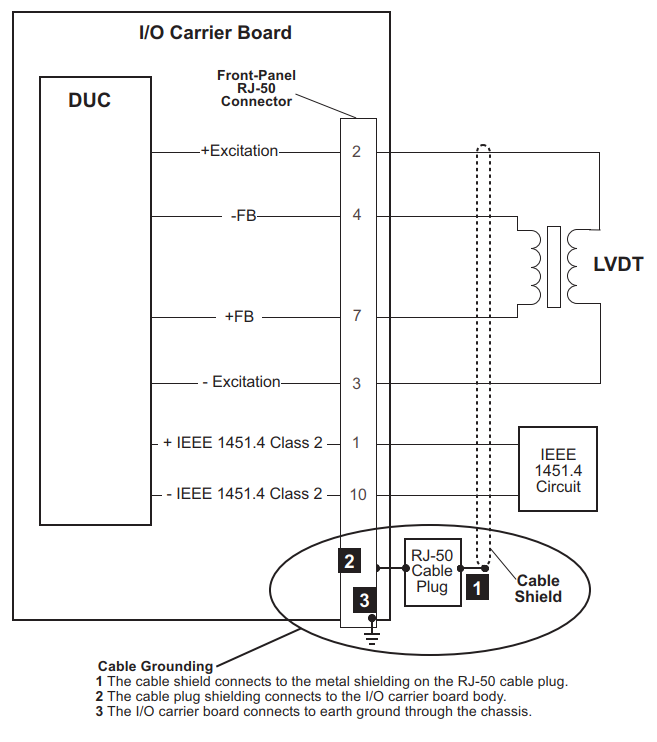 I/O Carrier Board
Front-Panel
RJ-50
Connector
DUC
+Excitation
2
-FB
4
LVDT
+FB
7
- Excitation
3
+ IEEE 1451.4 Class 2
1
- IEEE 1451.4 Class 2
10
IEEE
1451.4
Circuit
2
RJ-50
Cable
Plug
1
Cable
Shield
3
Cable Grounding
1 The cable shield connects to the metal shielding on the RJ-50 cable plug.
2 The cable plug shielding connects to the I/O carrier board body.
3 The I/O carrier board connects to earth ground through the chassis.